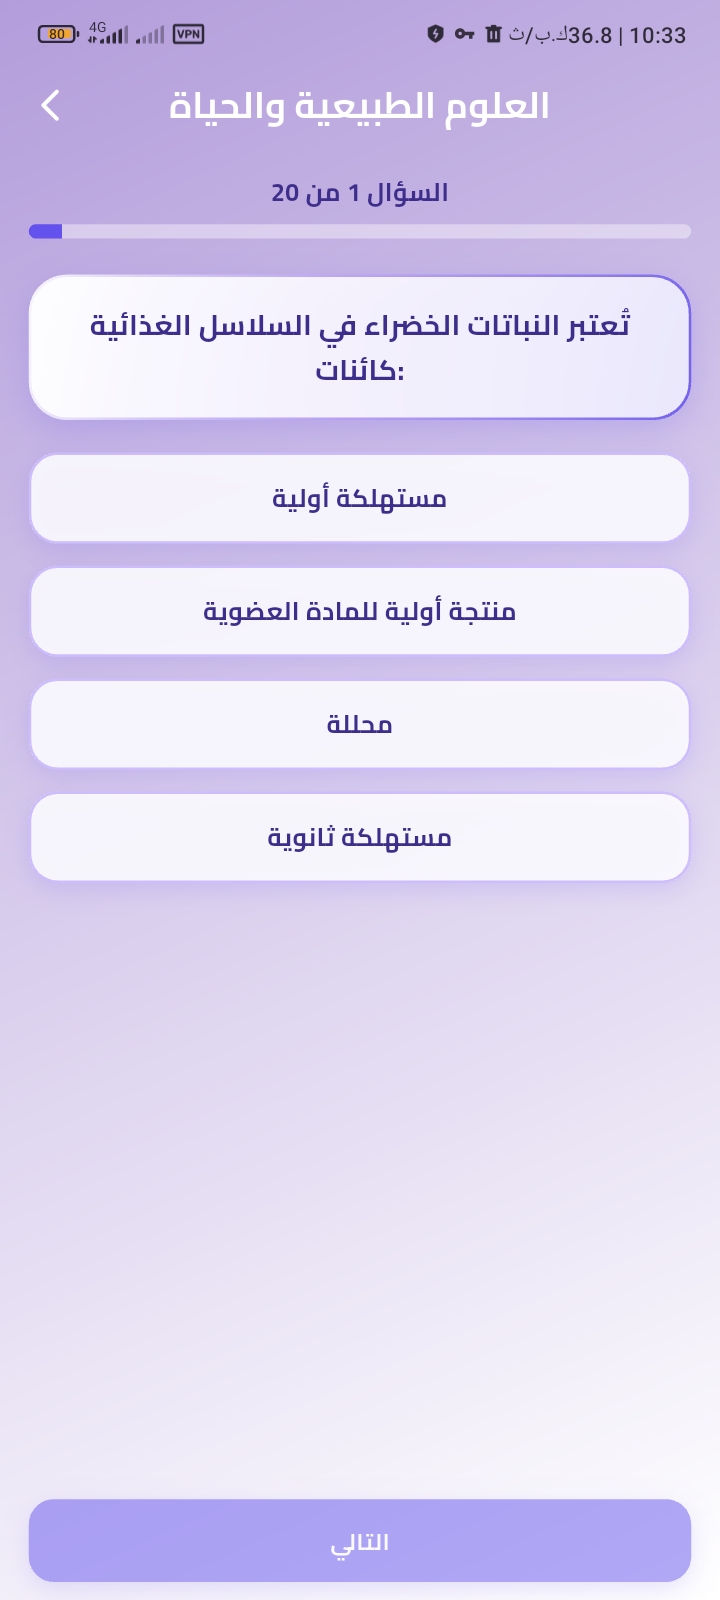 10:33 | 36.8ك.ب/ث
4G
VPN
80
العلوم الطبيعية والحياة
السؤال 1 من 20
تُعتبر النباتات الخضراء في السلاسل الغذائية
كائنات:
مستهلكة أولية
منتجة أولية للمادة العضوية
محللة
مستهلكة ثانوية
التالي